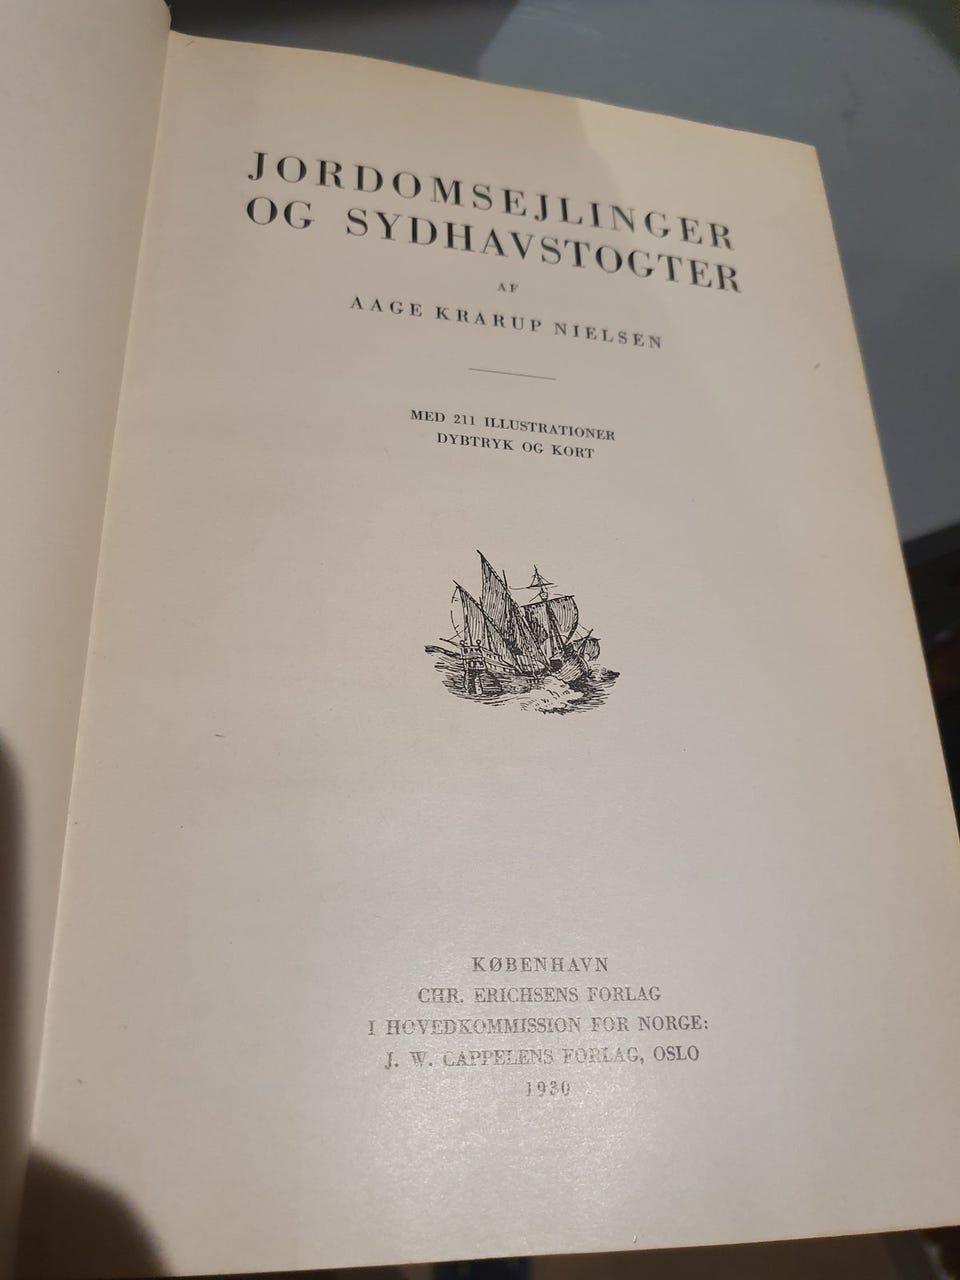 JORDOMSEJLINGER
OG SYDHAVSTOGTER
AF
AAGE KRARUP NIELSEN
MED 211 ILLUSTRATIONER
DYBTRYK OG KORT
KØBENHAVN
CHR. ERICHSENS FORLAG
I HOVEDKOMMISSION FOR NORGE:
J. W. CAPPELENS FORLAG, OSLO
1930